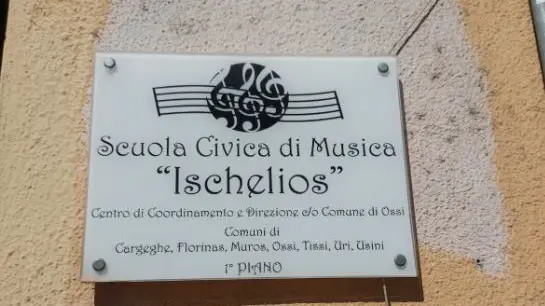 Scuola Civica di Musica
"Ischelios"
Centro di Coordinamento e Direzione c/o Comune di Ossi
Comuni di
Cargeghe, Florinas, Muros, Ossi, Tissi, Uri, Usini
1° PIANO